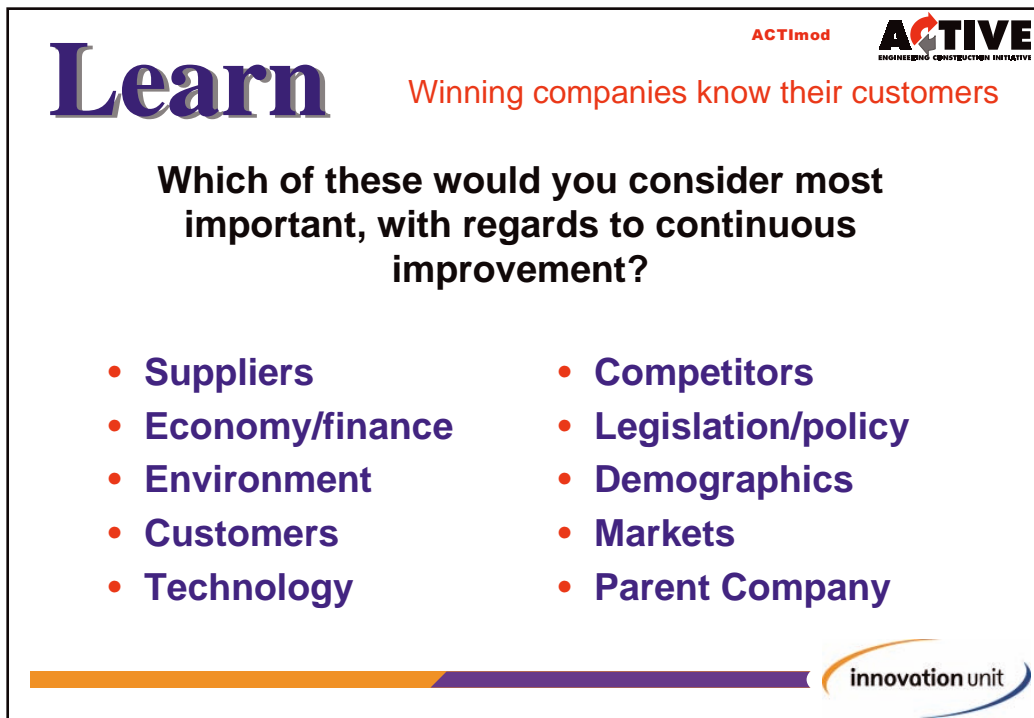 ACTImod
ACTIVE
ENGINEERING CONSTRUCTION INITIATIVE
Learn
Winning companies know their customers
Which of these would you consider most
important, with regards to continuous
improvement?
• Suppliers
• Economy/finance
• Environment
• Customers
• Technology
• Competitors
• Legislation/policy
• Demographics
• Markets
• Parent Company
innovation unit